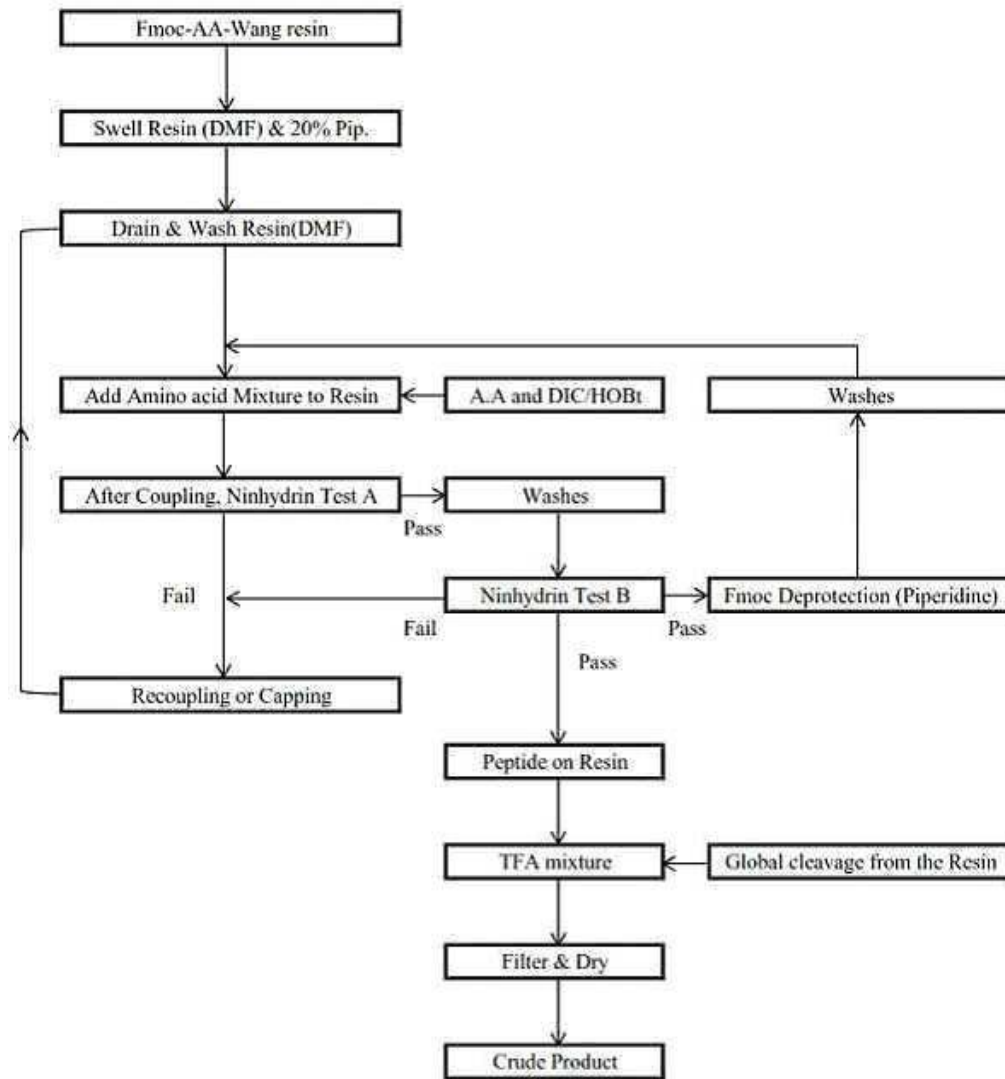 Fmoc-AA-Wang resin
Swell Resin (DMF) & 20% Pip.
Drain & Wash Resin(DMF)
Add Amino acid Mixture to Resin
A.A and DIC/HOBt
Washes
After Coupling, Ninhydrin Test A
Washes
Pass
Fail
Ninhydrin Test B
Fmoc Deprotection (Piperidine)
Fail
Pass
Pass
Recoupling or Capping
Peptide on Resin
TFA mixture
Global cleavage from the Resin
Filter & Dry
Crude Product